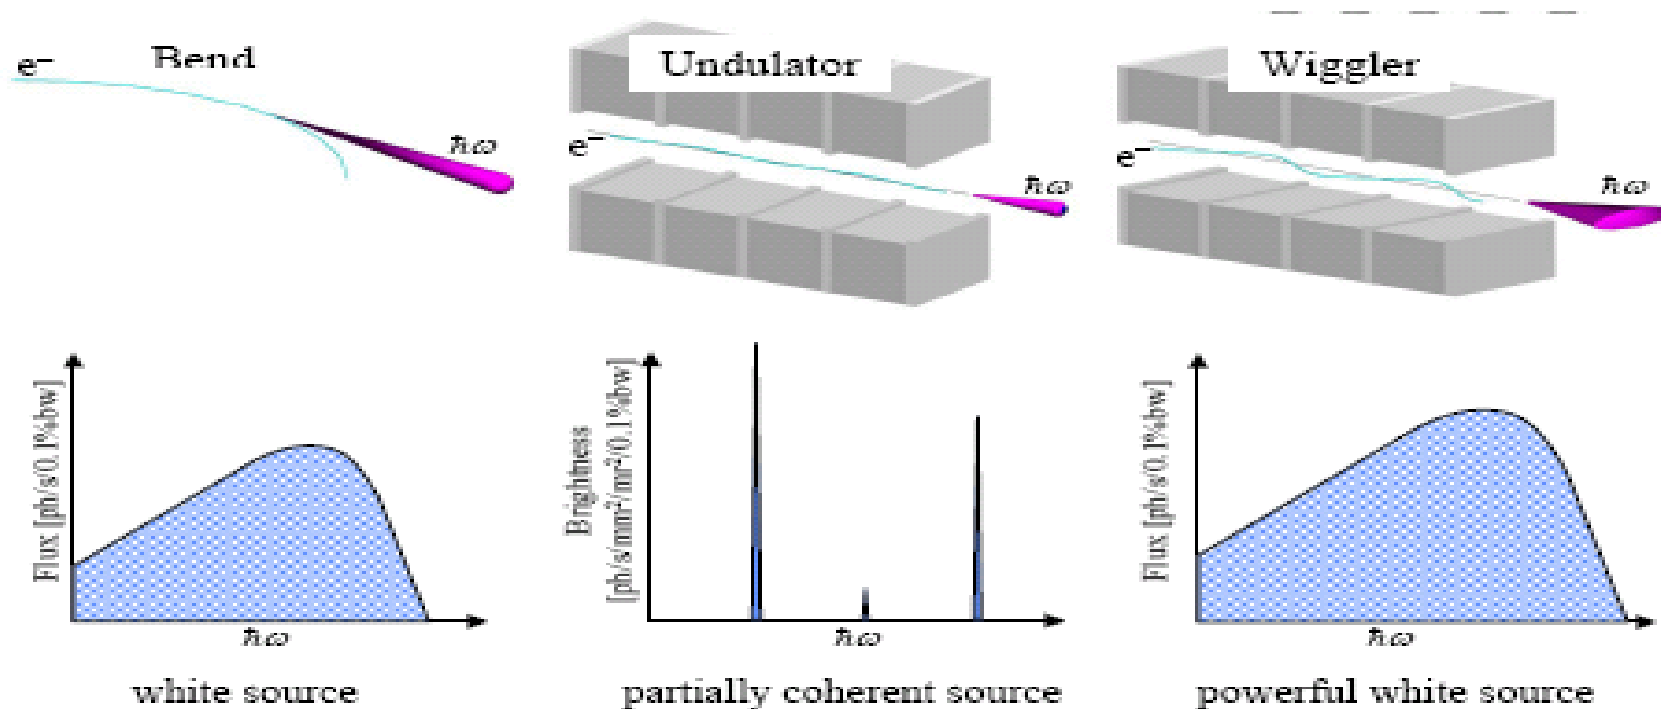 Bend
e⁻
ħω
Undulator
e⁻
ħω
Wiggler
e⁻
ħω
Flux [ph/s/0.1%bw]
ħω
white source
Brightness
[ph/s/mm²/mr²/0.1%bw]
ħω
partially coherent source
Flux [ph/s/0.1%bw]
ħω
powerful white source